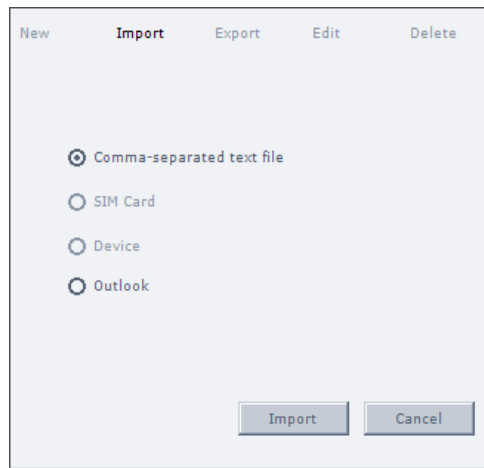 New Import Export Edit Delete
Comma-separated text file
SIM Card
Device
Outlook
Import Cancel